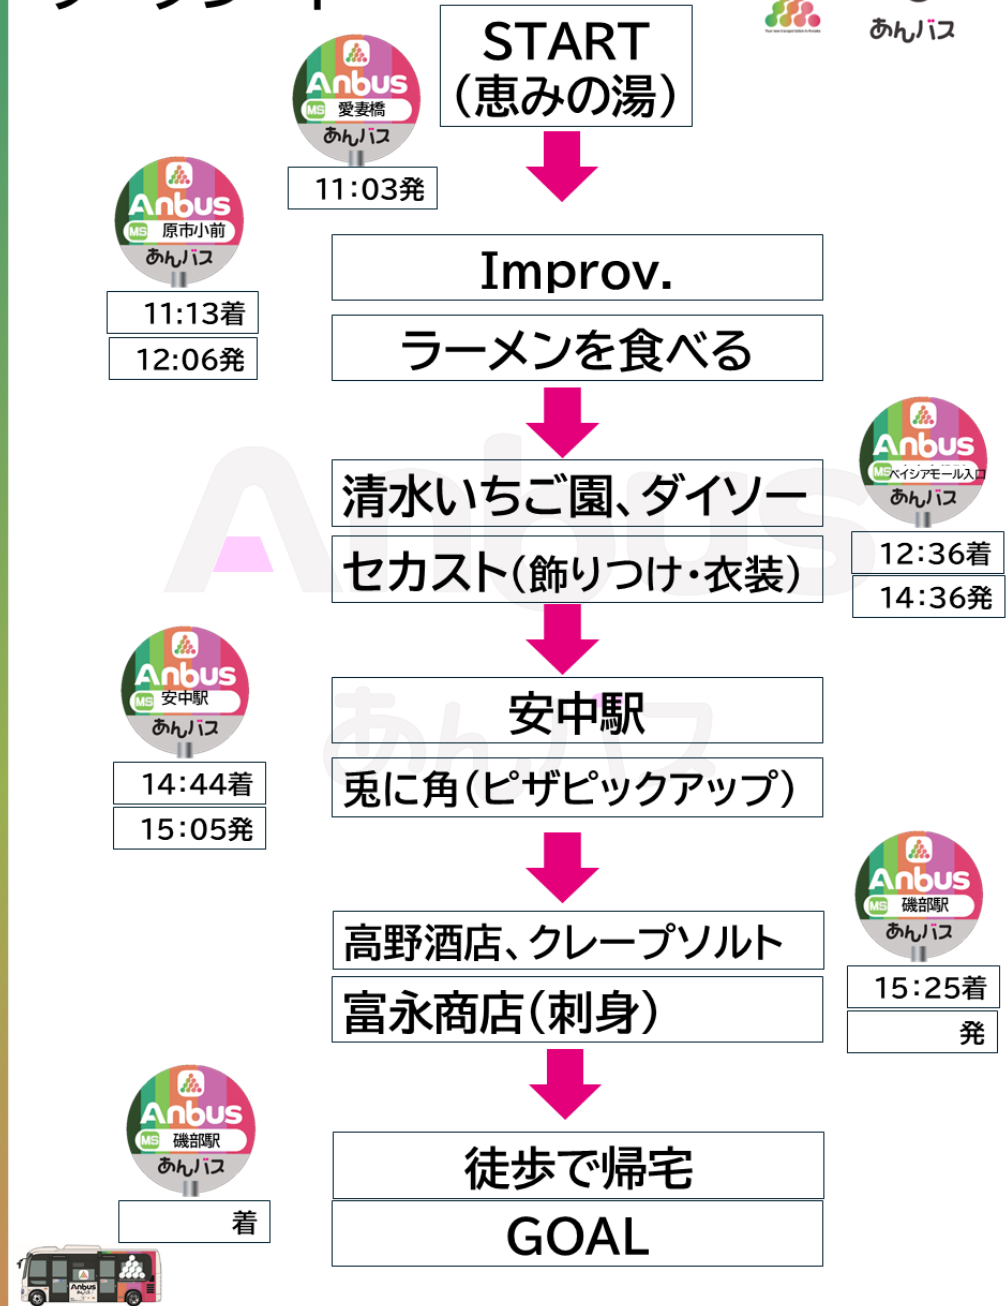 あんバス
START
(恵みの湯)
Anbus
MS 愛妻橋
あんバス
11:03発
Anbus
MS 原市小前
あんバス
11:13着
12:06発
Improv.
ラーメンを食べる
清水いちご園、ダイソー
セカスト(飾りつけ・衣装)
Anbus
MS ベイシアモール入口
あんバス
12:36着
14:36発
Anbus
MS 安中駅
あんバス
14:44着
15:05発
安中駅
兎に角(ピザピックアップ)
高野酒店、クレープソルト
富永商店(刺身)
Anbus
MS 磯部駅
あんバス
15:25着
発
Anbus
MS 磯部駅
あんバス
着
徒歩で帰宅
GOAL
Anbus
あんバス
Anbus